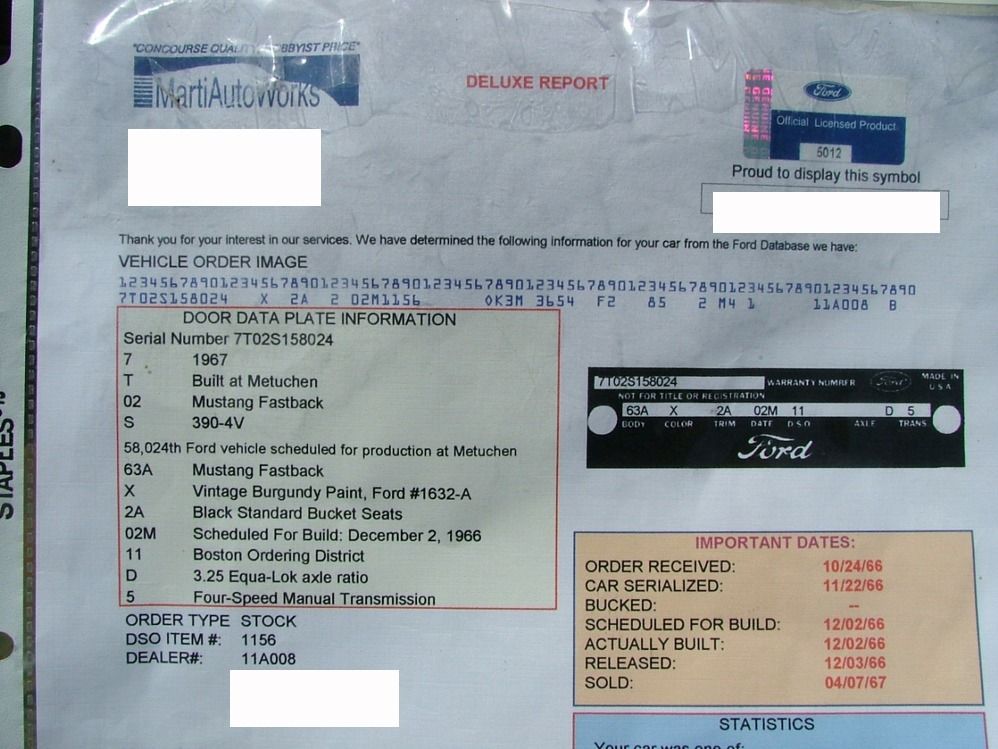 "CONCOURSE QUALITY HOBBYIST PRICE"
MartiAutoWorks
DELUXE REPORT
GENUINE
Ford
Official Licensed Product
5012
Proud to display this symbol
Thank you for your interest in our services. We have determined the following information for your car from the Ford Database we have:
VEHICLE ORDER IMAGE
12345678901234567890123456789012345678901234567890123456789012345678901234567890
7T02S158024 X 2A 2 02M1156 0K3M 3654 F2 85 2 M4 1 11A008 B
DOOR DATA PLATE INFORMATION
Serial Number 7T02S158024
7 1967
T Built at Metuchen
02 Mustang Fastback
S 390-4V
58,024th Ford vehicle scheduled for production at Metuchen
63A Mustang Fastback
X Vintage Burgundy Paint, Ford #1632-A
2A Black Standard Bucket Seats
02M Scheduled For Build: December 2, 1966
11 Boston Ordering District
D 3.25 Equa-Lok axle ratio
5 Four-Speed Manual Transmission
ORDER TYPE STOCK
DSO ITEM #: 1156
DEALER#: 11A008
7T02S158024 WARRANTY NUMBER Ford MADE IN U.S.A
NOT FOR TITLE OR REGISTRATION
63A X 2A 02M 11 D 5
BODY COLOR TRIM DATE D.S.O AXLE TRANS
Ford
IMPORTANT DATES:
ORDER RECEIVED: 10/24/66
CAR SERIALIZED: 11/22/66
BUCKED: --
SCHEDULED FOR BUILD: 12/02/66
ACTUALLY BUILT: 12/02/66
RELEASED: 12/03/66
SOLD: 04/07/67
STATISTICS
Your car was one of:
STAPLES